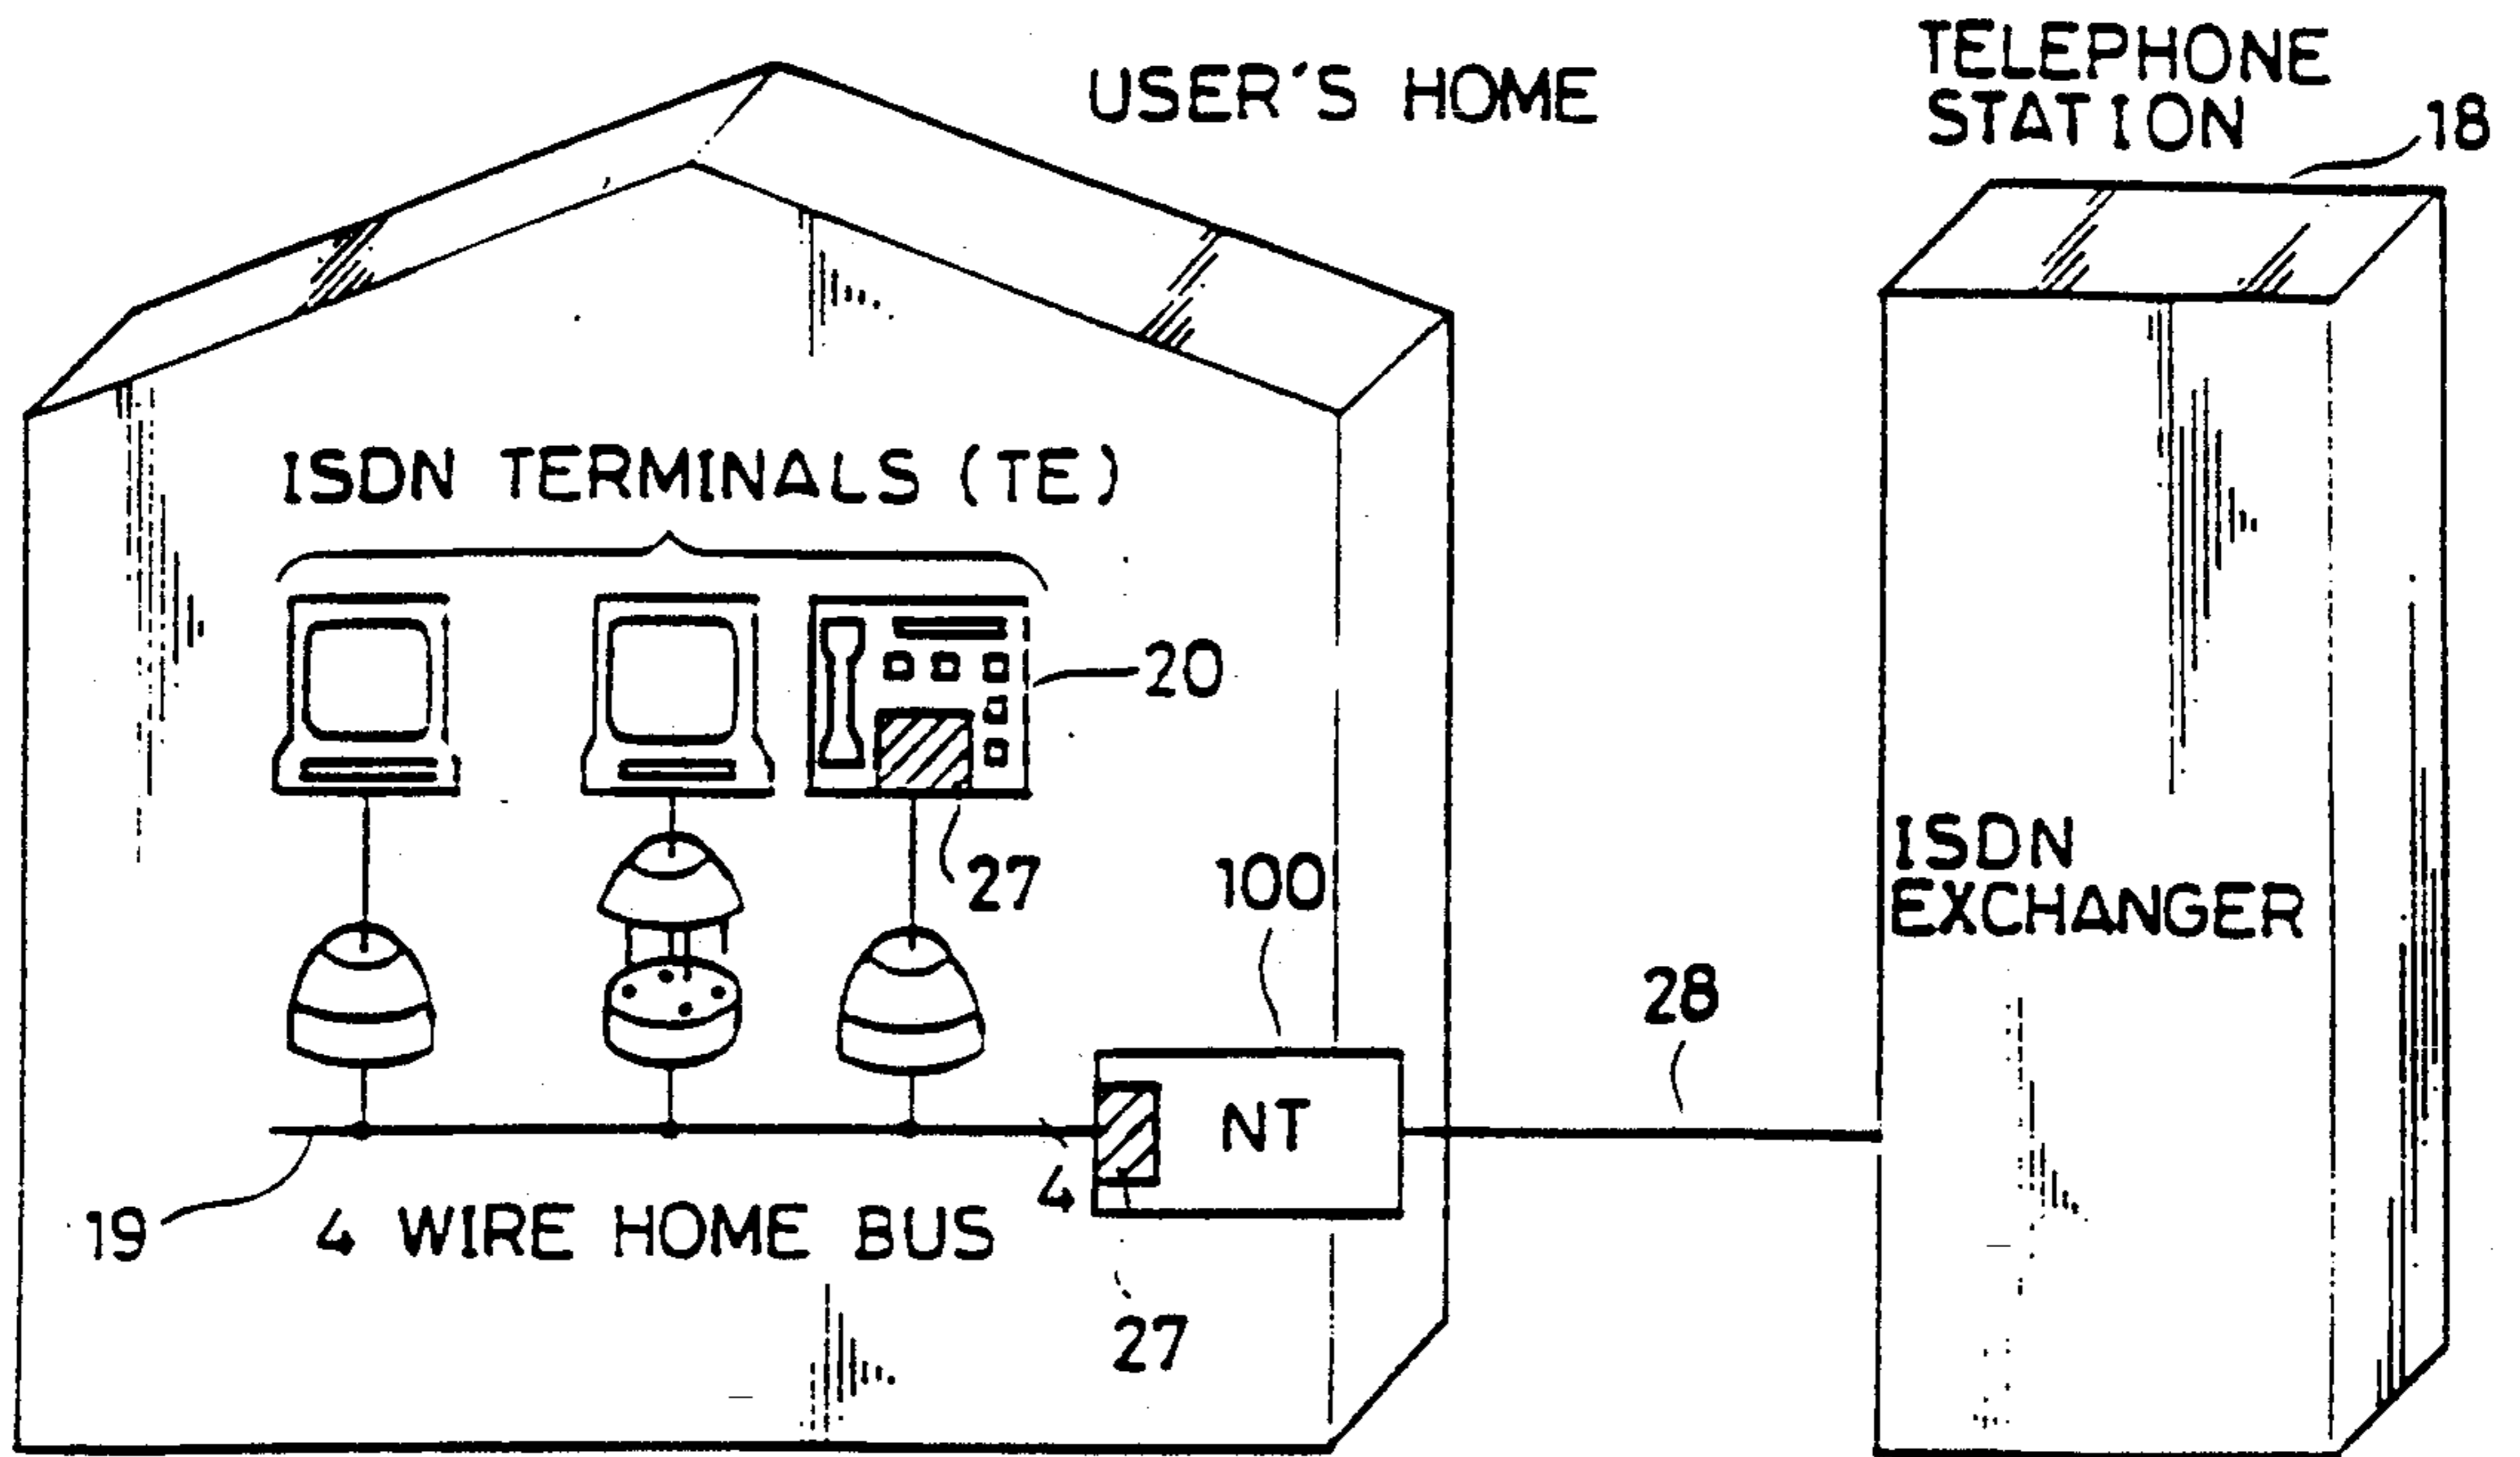 USER'S HOME
TELEPHONE
STATION
18
ISDN TERMINALS (TE)
20
27
100
ISDN
EXCHANGER
28
NT
4
19
4 WIRE HOME BUS
27